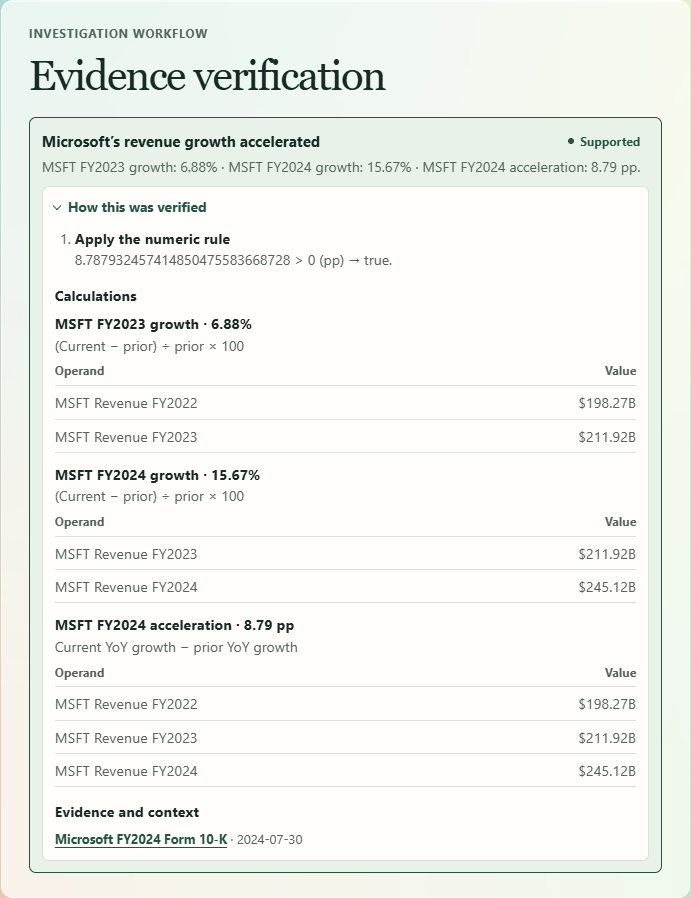 INVESTIGATION WORKFLOW
Evidence verification
Microsoft's revenue growth accelerated
Supported
MSFT FY2023 growth: 6.88% · MSFT FY2024 growth: 15.67% · MSFT FY2024 acceleration: 8.79 pp.
How this was verified
1. Apply the numeric rule
8.787932457414850475583668728 > 0 (pp) → true.
Calculations
MSFT FY2023 growth · 6.88%
(Current − prior) ÷ prior × 100
Operand Value
MSFT Revenue FY2022 $198.27B
MSFT Revenue FY2023 $211.92B
MSFT FY2024 growth · 15.67%
(Current − prior) ÷ prior × 100
Operand Value
MSFT Revenue FY2023 $211.92B
MSFT Revenue FY2024 $245.12B
MSFT FY2024 acceleration · 8.79 pp
Current YoY growth − prior YoY growth
Operand Value
MSFT Revenue FY2022 $198.27B
MSFT Revenue FY2023 $211.92B
MSFT Revenue FY2024 $245.12B
Evidence and context
Microsoft FY2024 Form 10-K · 2024-07-30